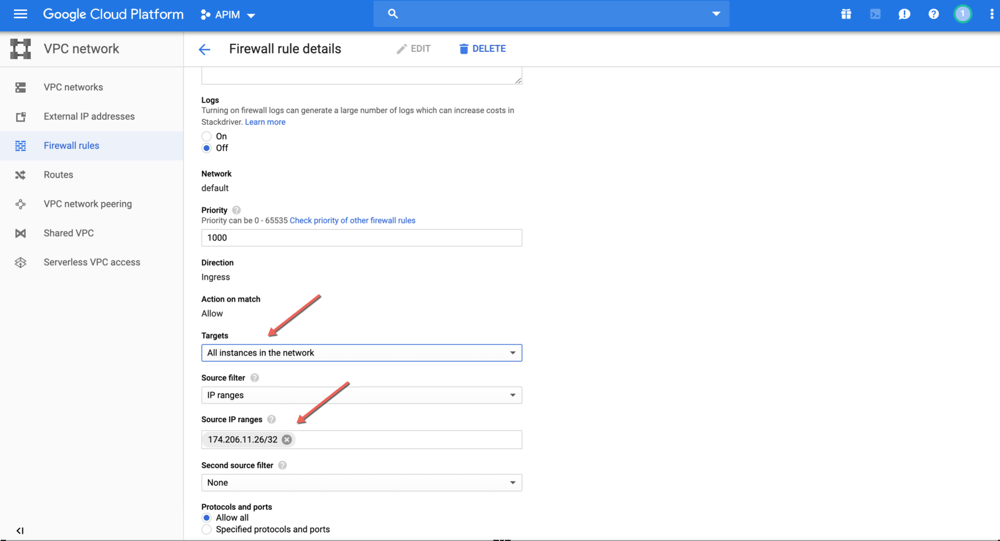 Google Cloud Platform
APIM
1
VPC network
Firewall rule details
EDIT
DELETE
VPC networks
External IP addresses
Firewall rules
Routes
VPC network peering
Shared VPC
Serverless VPC access
Logs
Turning on firewall logs can generate a large number of logs which can increase costs in
Stackdriver. Learn more
On
Off
Network
default
Priority
Priority can be 0 - 65535 Check priority of other firewall rules
1000
Direction
Ingress
Action on match
Allow
Targets
All instances in the network
Source filter
IP ranges
Source IP ranges
174.206.11.26/32
Second source filter
None
Protocols and ports
Allow all
Specified protocols and ports